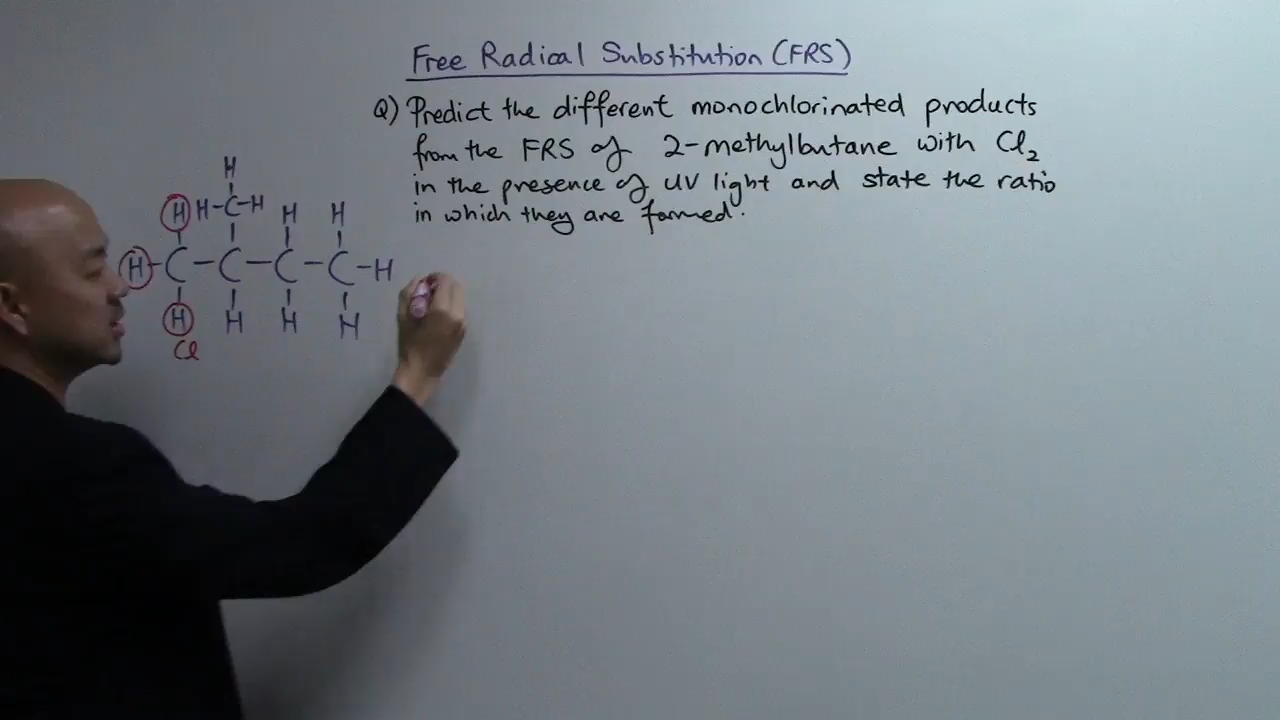 Free Radical Substitution (FRS)
Q) Predict the different monochlorinated products
from the FRS of 2-methylbutane with Cl2
in the presence of UV light and state the ratio
in which they are formed.
H
H H-C-H H H
H-C-C-C-C-H
H H H H
Cl